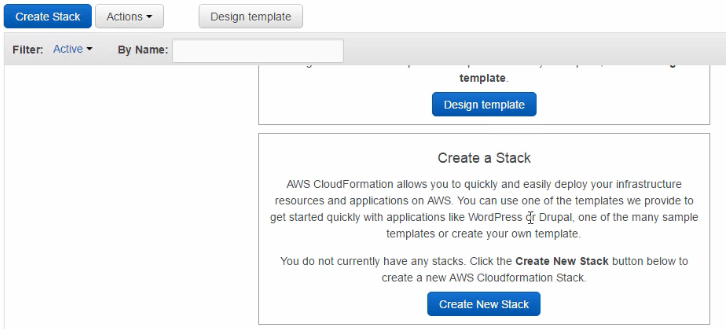 Create Stack Actions Design template
Filter: Active By Name:
template.
Design template
Create a Stack
AWS CloudFormation allows you to quickly and easily deploy your infrastructure
resources and applications on AWS. You can use one of the templates we provide to
get started quickly with applications like WordPress or Drupal, one of the many sample
templates or create your own template.
You do not currently have any stacks. Click the Create New Stack button below to
create a new AWS Cloudformation Stack.
Create New Stack